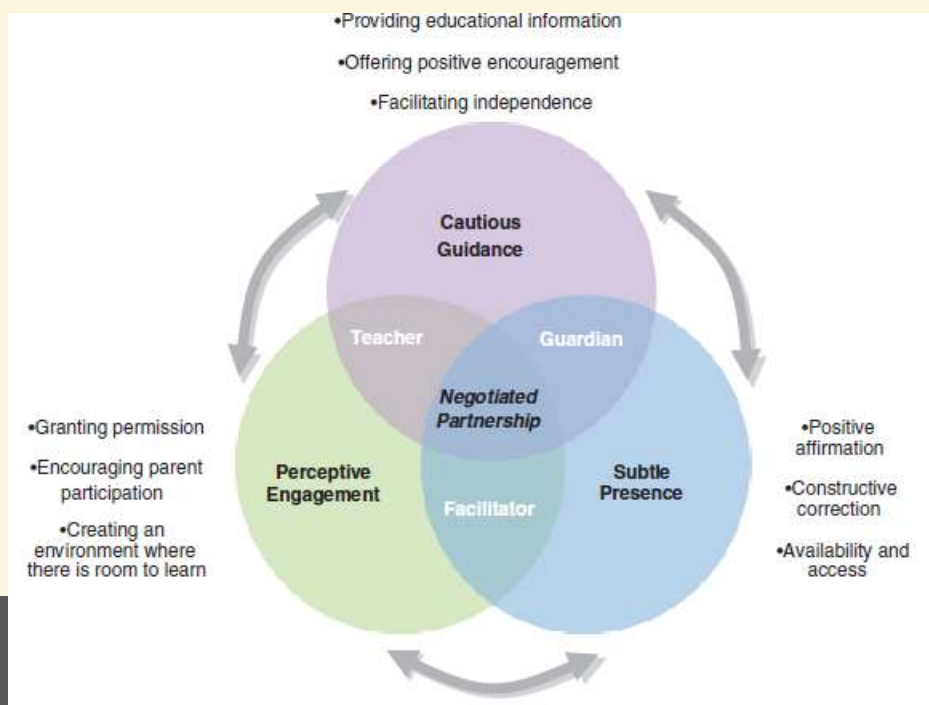 •Providing educational information
•Offering positive encouragement
•Facilitating independence
Cautious
Guidance
Teacher
Guardian
Negotiated
Partnership
•Granting permission
•Encouraging parent
participation
•Creating an
environment where
there is room to learn
Perceptive
Engagement
Facilitator
Subtle
Presence
•Positive
affirmation
•Constructive
correction
•Availability and
access